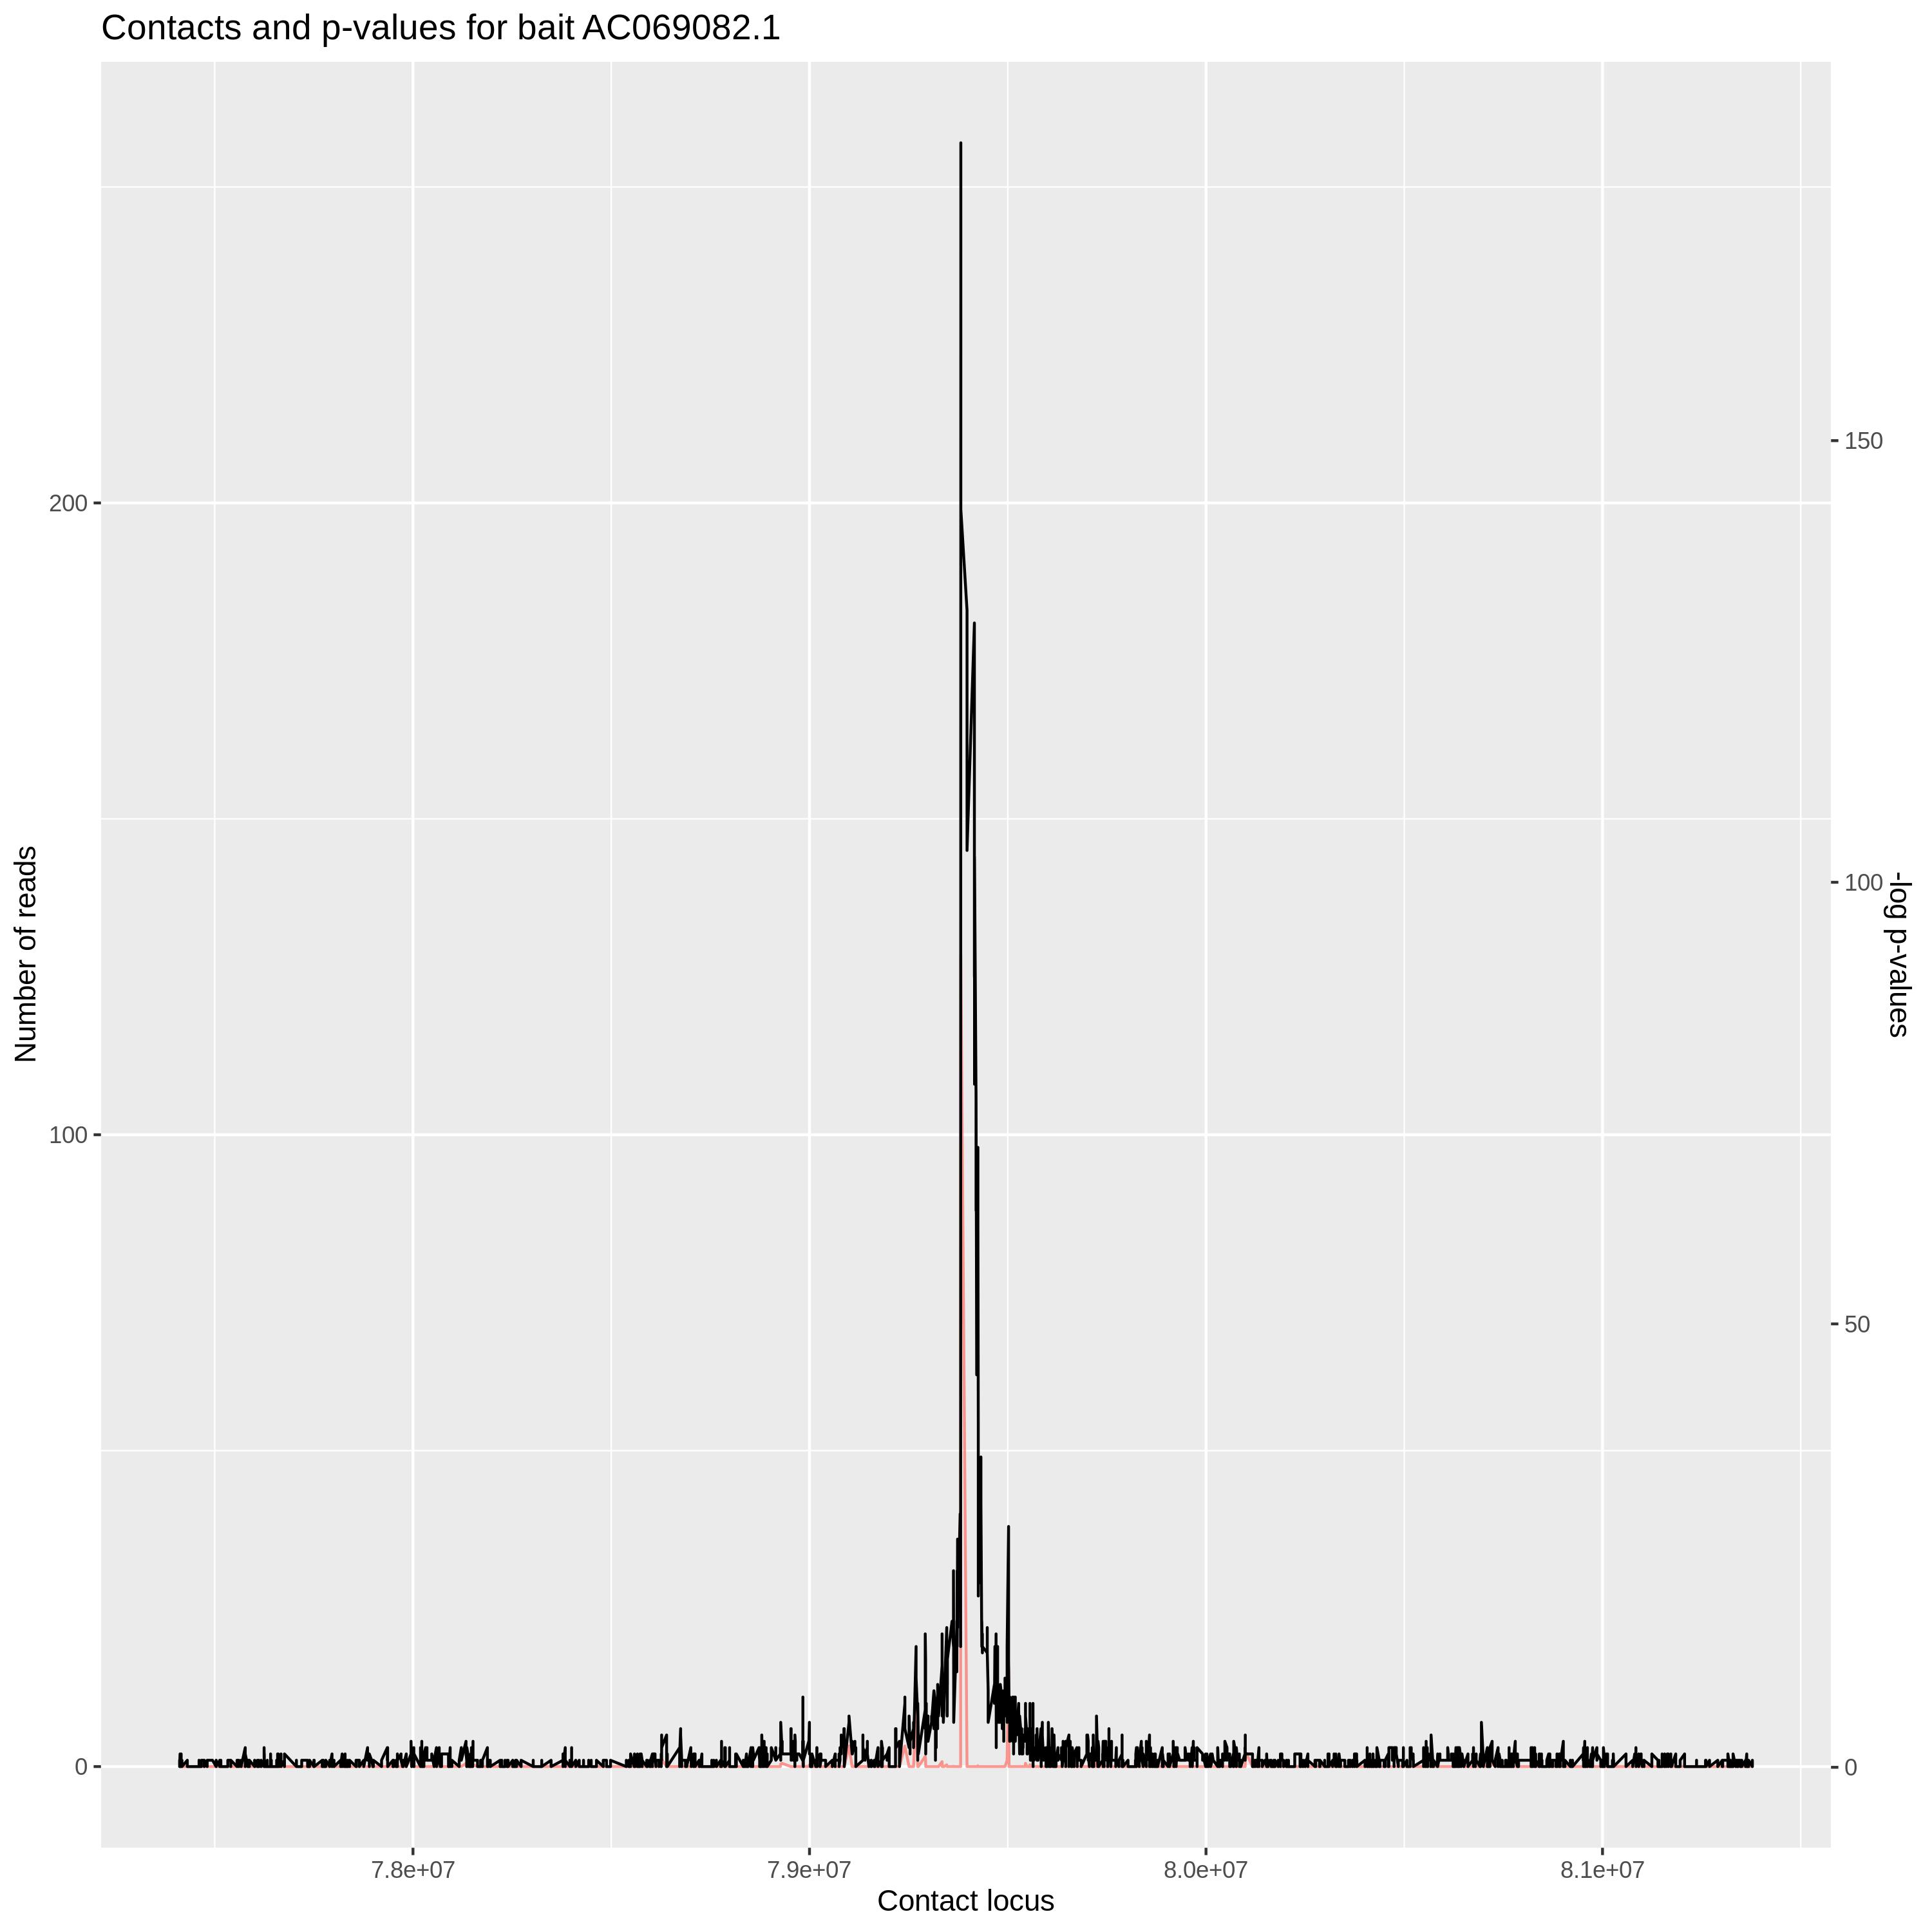 Contacts and p-values for bait AC069082.1
Number of reads
200
100
0
150
100
50
0
-log p-values
7.8e+07
7.9e+07
8.0e+07
8.1e+07
Contact locus